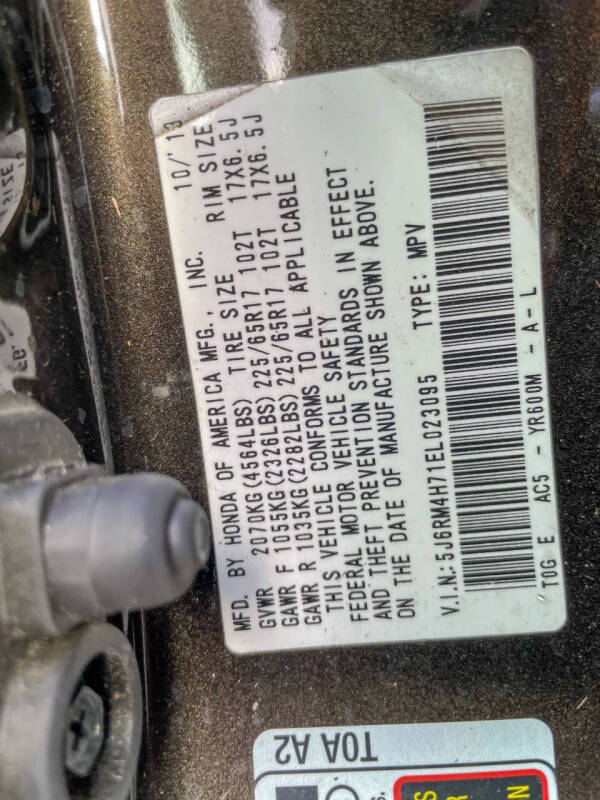 MFD. BY HONDA OF AMERICA MFG., INC. 10/13
GVWR 2070KG(4564LBS) TIRE SIZE RIM SIZE
GAWR F 1055KG(2326LBS) 225/65R17 102T 17X6.5J
GAWR R 1035KG(2282LBS) 225/65R17 102T 17X6.5J
THIS VEHICLE CONFORMS TO ALL APPLICABLE
FEDERAL MOTOR VEHICLE SAFETY
AND THEFT PREVENTION STANDARDS IN EFFECT
ON THE DATE OF MANUFACTURE SHOWN ABOVE.
V.I.N.:5J6RM4H71EL023095 TYPE: MPV
T0G E AC5 - YR600M - A - L
T0A A2
SIZE